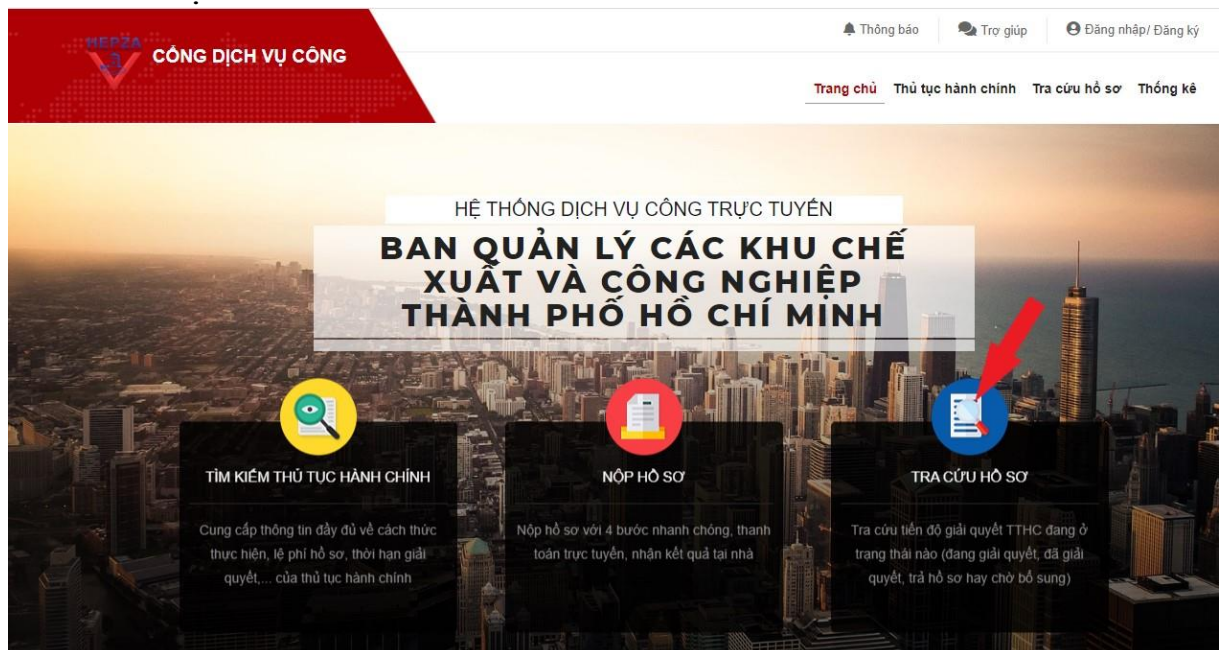 Thông báo
Trợ giúp
Đăng nhập/ Đăng ký
HEPZA
CỔNG DỊCH VỤ CÔNG
Trang chủ
Thủ tục hành chính
Tra cứu hồ sơ
Thống kê
HỆ THỐNG DỊCH VỤ CÔNG TRỰC TUYẾN
BAN QUẢN LÝ CÁC KHU CHẾ
XUẤT VÀ CÔNG NGHIỆP
THÀNH PHỐ HỒ CHÍ MINH
TÌM KIẾM THỦ TỤC HÀNH CHÍNH
Cung cấp thông tin đầy đủ về cách thức
thực hiện, lệ phí hồ sơ, thời hạn giải
quyết,... của thủ tục hành chính
NỘP HỒ SƠ
Nộp hồ sơ với 4 bước nhanh chóng, thanh
toán trực tuyến, nhận kết quả tại nhà
TRA CỨU HỒ SƠ
Tra cứu tiến độ giải quyết TTHC đang ở
trạng thái nào (đang giải quyết, đã giải
quyết, trả hồ sơ hay chờ bổ sung)